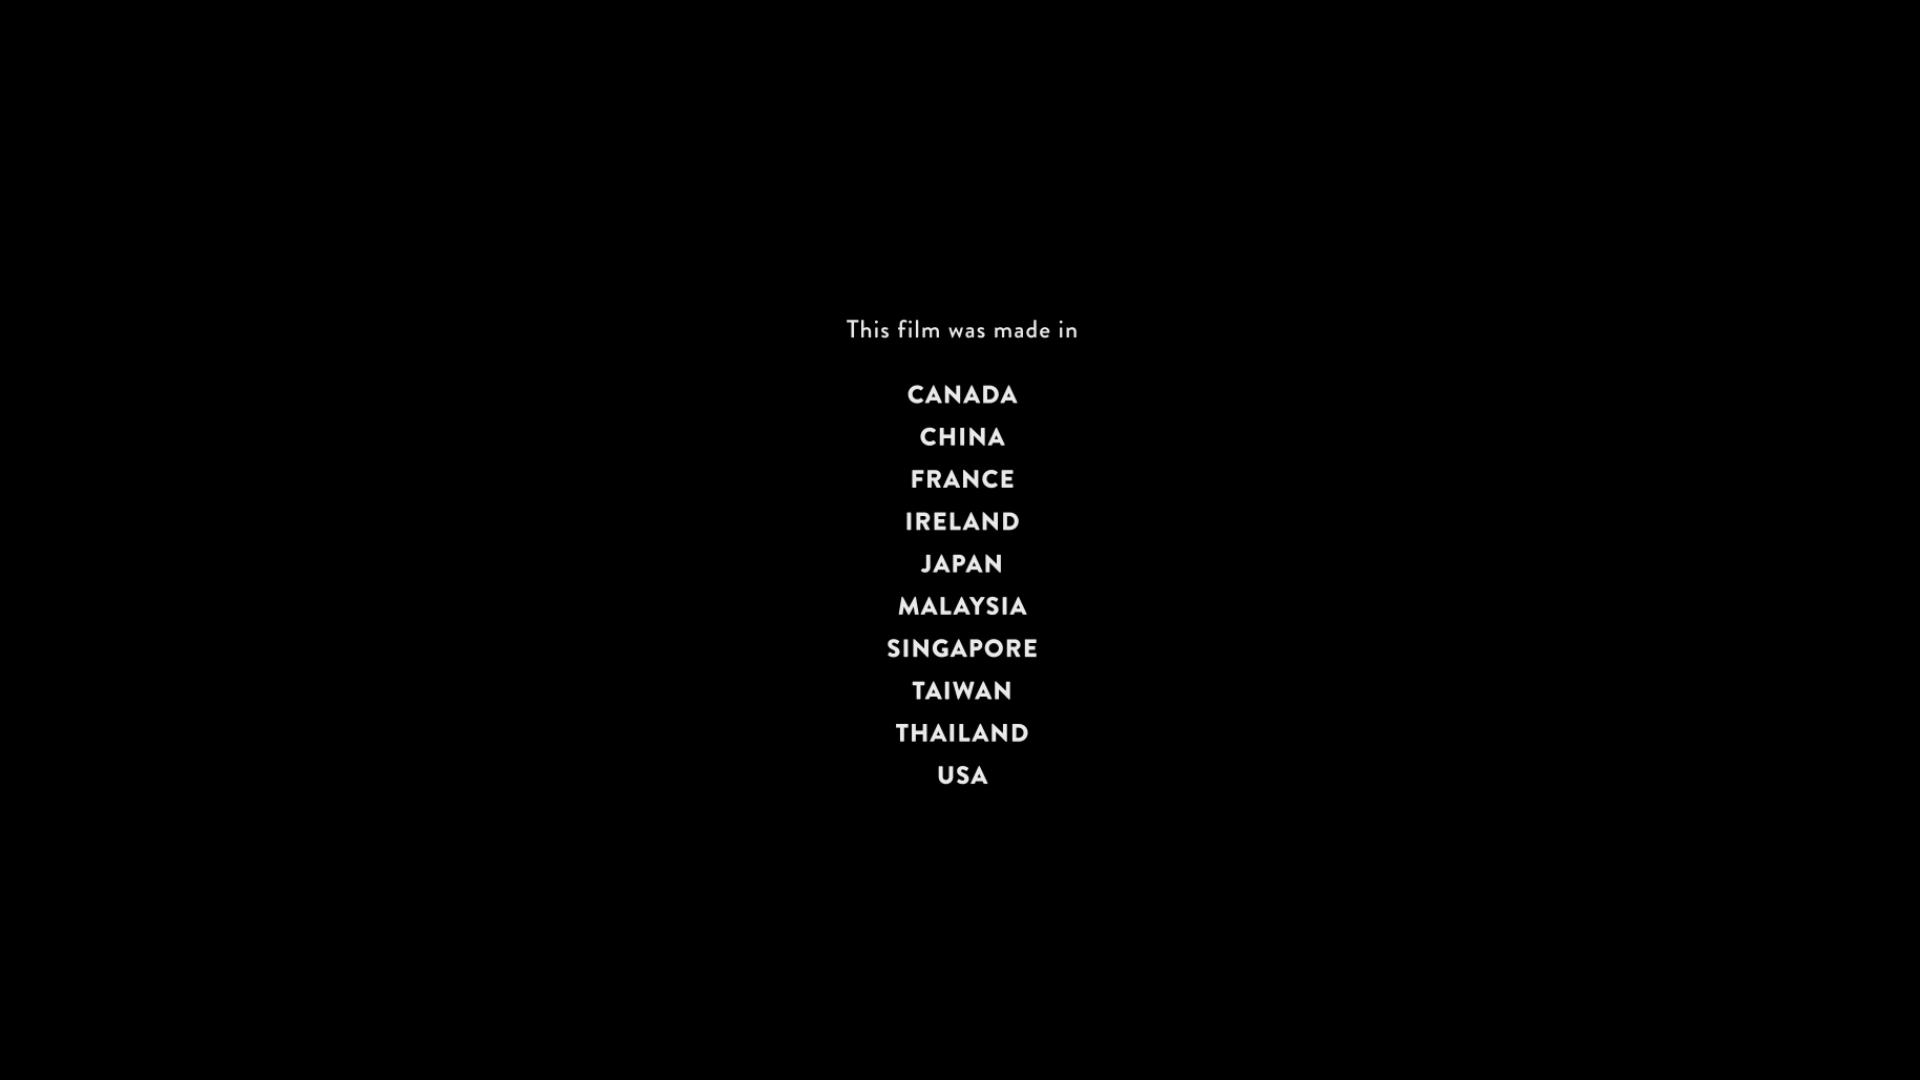 This film was made in
CANADA
CHINA
FRANCE
IRELAND
JAPAN
MALAYSIA
SINGAPORE
TAIWAN
THAILAND
USA